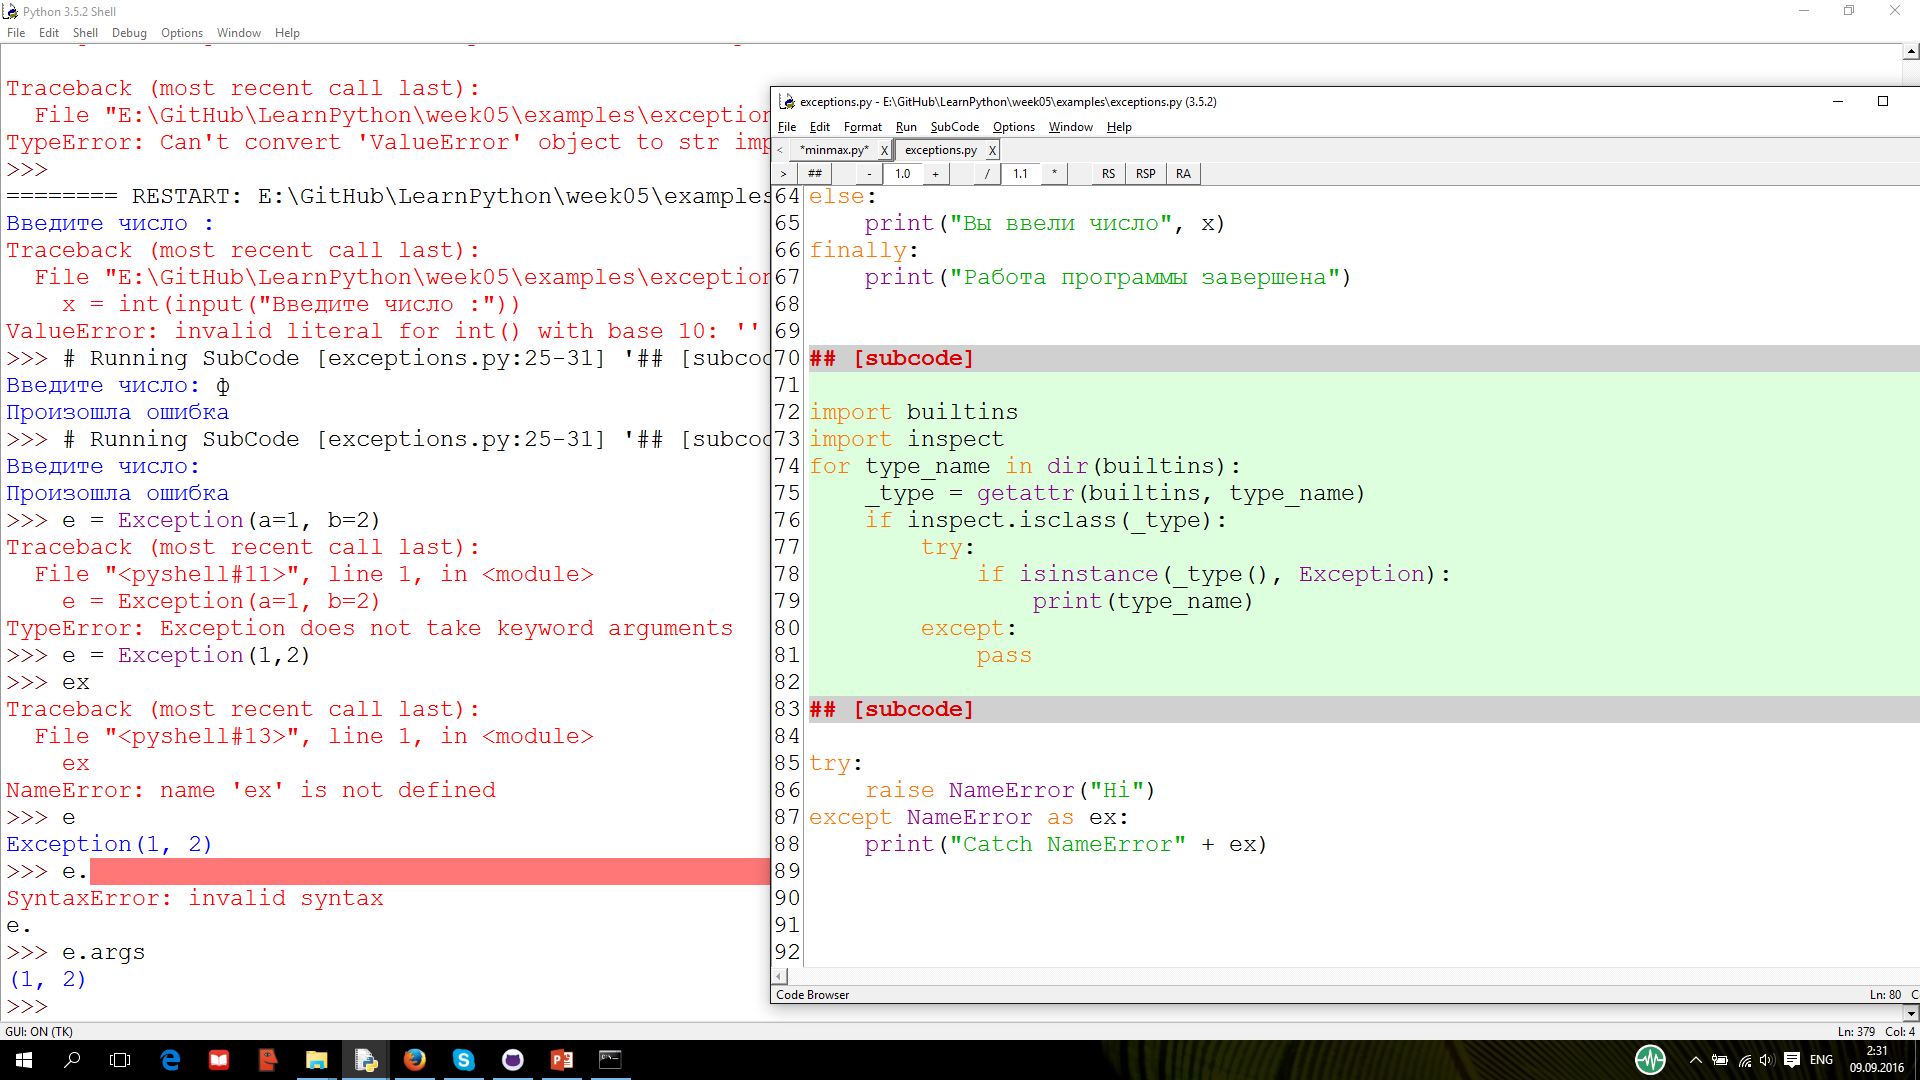 Python 3.5.2 Shell
File Edit Shell Debug Options Window Help
Traceback (most recent call last):
  File "E:\GitHub\LearnPython\week05\examples\exception
TypeError: Can't convert 'ValueError' object to str imp
>>>
======== RESTART: E:\GitHub\LearnPython\week05\examples
Введите число :
Traceback (most recent call last):
  File "E:\GitHub\LearnPython\week05\examples\exception
    x = int(input("Введите число :"))
ValueError: invalid literal for int() with base 10: ''
>>> # Running SubCode [exceptions.py:25-31] '## [subcod
Введите число: ф
Произошла ошибка
>>> # Running SubCode [exceptions.py:25-31] '## [subcod
Введите число:
Произошла ошибка
>>> e = Exception(a=1, b=2)
Traceback (most recent call last):
  File "<pyshell#11>", line 1, in <module>
    e = Exception(a=1, b=2)
TypeError: Exception does not take keyword arguments
>>> e = Exception(1,2)
>>> ex
Traceback (most recent call last):
  File "<pyshell#13>", line 1, in <module>
    ex
NameError: name 'ex' is not defined
>>> e
Exception(1, 2)
>>> e.
SyntaxError: invalid syntax
e.
>>> e.args
(1, 2)
>>>
GUI: ON (TK)
Ln: 379 Col: 4
exceptions.py - E:\GitHub\LearnPython\week05\examples\exceptions.py (3.5.2)
File Edit Format Run SubCode Options Window Help
< *minmax.py* X exceptions.py X
> ## - 1.0 + / 1.1 * RS RSP RA
64 else:
65     print("Вы ввели число", x)
66 finally:
67     print("Работа программы завершена")
68
69
70 ## [subcode]
71
72 import builtins
73 import inspect
74 for type_name in dir(builtins):
75     _type = getattr(builtins, type_name)
76     if inspect.isclass(_type):
77         try:
78             if isinstance(_type(), Exception):
79                 print(type_name)
80         except:
81             pass
82
83 ## [subcode]
84
85 try:
86     raise NameError("Hi")
87 except NameError as ex:
88     print("Catch NameError" + ex)
89
90
91
92
Code Browser
Ln: 80 C
ENG
2:31
09.09.2016